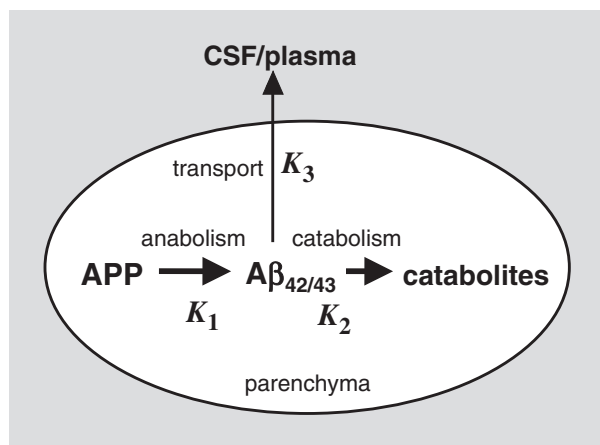 CSF/plasma
transport K3
anabolism catabolism
APP Aβ42/43 catabolites
K1 K2
parenchyma